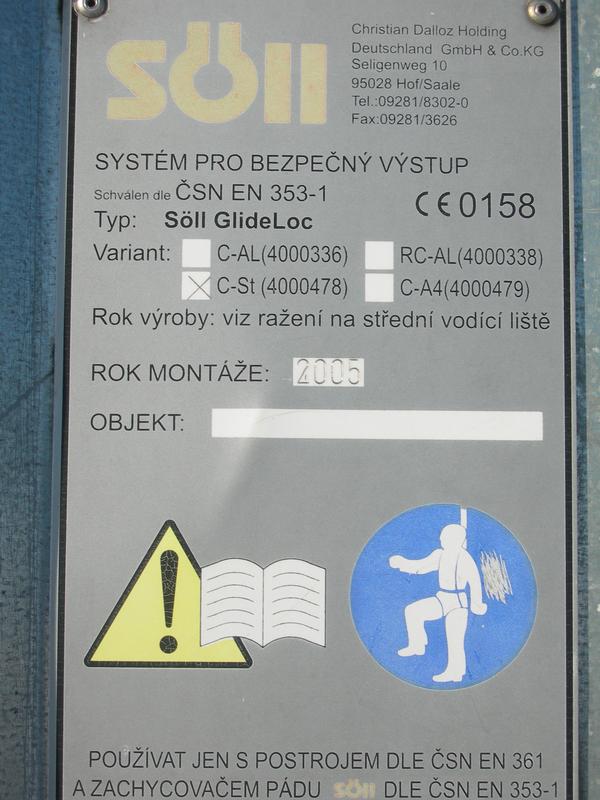 söll
Christian Dalloz Holding
Deutschland GmbH & Co.KG
Seligenweg 10
95028 Hof/Saale
Tel.:09281/8302-0
Fax:09281/3626
SYSTÉM PRO BEZPEČNÝ VÝSTUP
Schválen dle ČSN EN 353-1
CE0158
Typ: Söll GlideLoc
Variant: C-AL(4000336) RC-AL(4000338)
C-St (4000478) C-A4(4000479)
Rok výroby: viz ražení na střední vodící liště
ROK MONTÁŽE: 2005
OBJEKT:
POUŽÍVAT JEN S POSTROJEM DLE ČSN EN 361
A ZACHYCOVAČEM PÁDU söll DLE ČSN EN 353-1